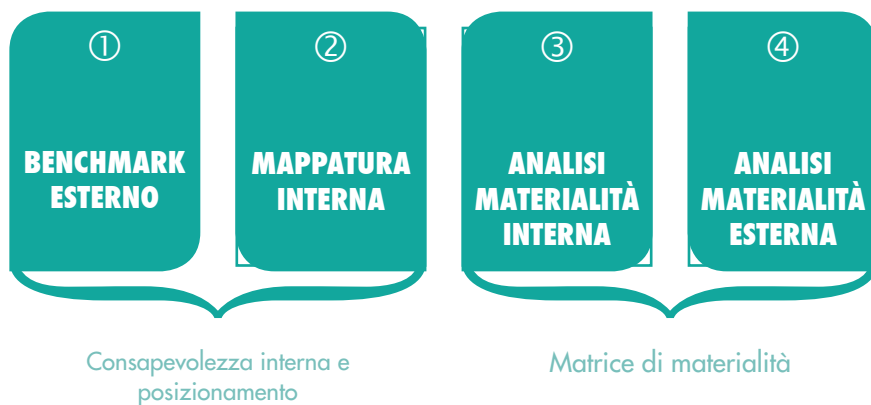 ①
BENCHMARK
ESTERNO
②
MAPPATURA
INTERNA
③
ANALISI
MATERIALITÀ
INTERNA
④
ANALISI
MATERIALITÀ
ESTERNA
Consapevolezza interna e
posizionamento
Matrice di materialità